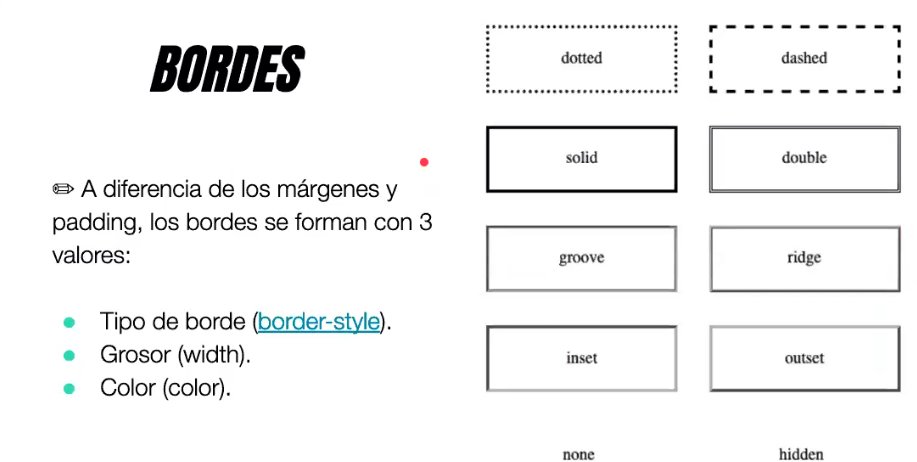 BORDES
✏ A diferencia de los márgenes y
padding, los bordes se forman con 3
valores:
● Tipo de borde (border-style).
● Grosor (width).
● Color (color).
dotted
dashed
solid
double
groove
ridge
inset
outset
none
hidden